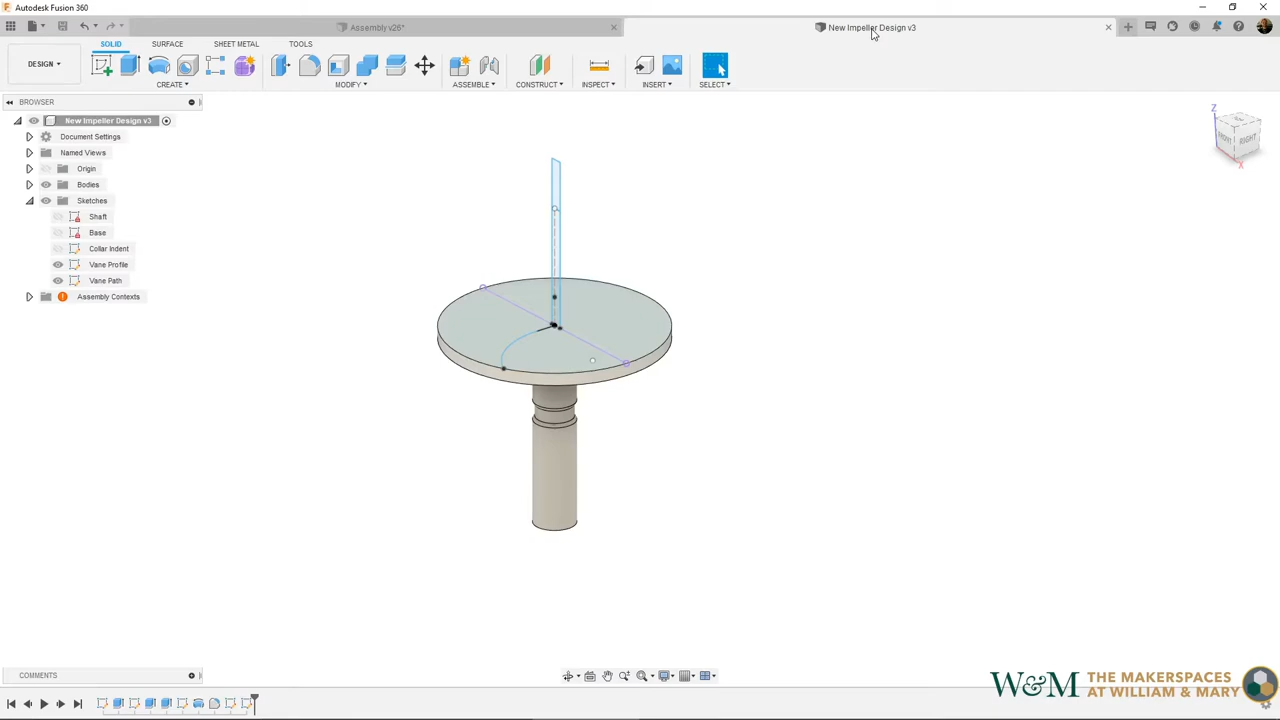 Autodesk Fusion 360
Assembly v26*
New Impeller Design v3
SOLID SURFACE SHEET METAL TOOLS
DESIGN
CREATE MODIFY ASSEMBLE CONSTRUCT INSPECT INSERT SELECT
BROWSER
New Impeller Design v3
Document Settings
Named Views
Origin
Bodies
Sketches
Shaft
Base
Collar Indent
Vane Profile
Vane Path
Assembly Contexts
Z
FRONT RIGHT
X
COMMENTS
W&M THE MAKERSPACES
AT WILLIAM & MARY